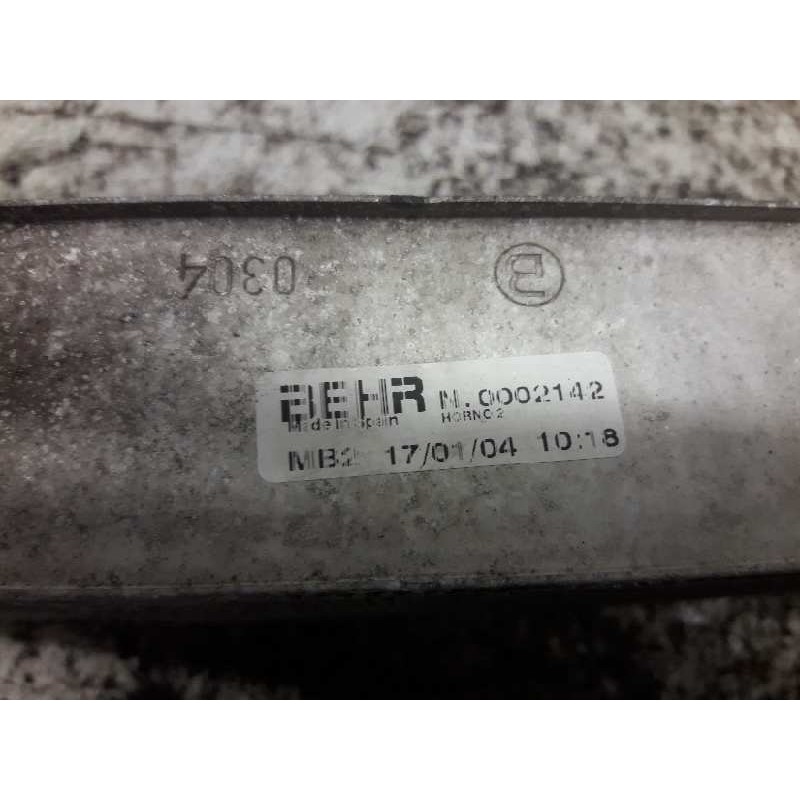 0304 B
BEHR N. 0002142
Made in Spain HORNO 2
MB2 17/01/04 10:18